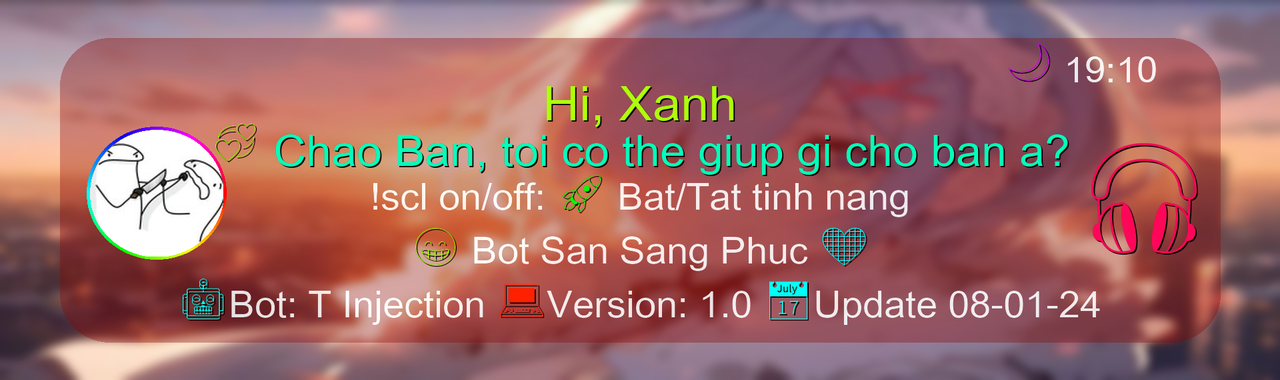 19:10
Hi, Xanh
Chao Ban, toi co the giup gi cho ban a?
!scl on/off: 🚀 Bat/Tat tinh nang
😁 Bot San Sang Phuc
Bot: T Injection 💻Version: 1.0 📅Update 08-01-24
July
17